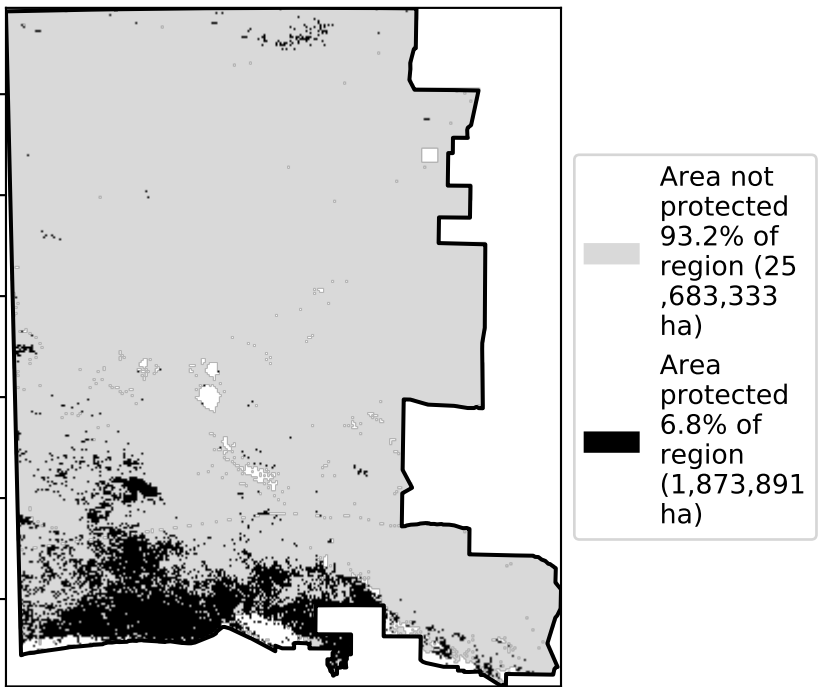 Area not
protected
93.2% of
region (25
,683,333
ha)
Area
protected
6.8% of
region
(1,873,891
ha)